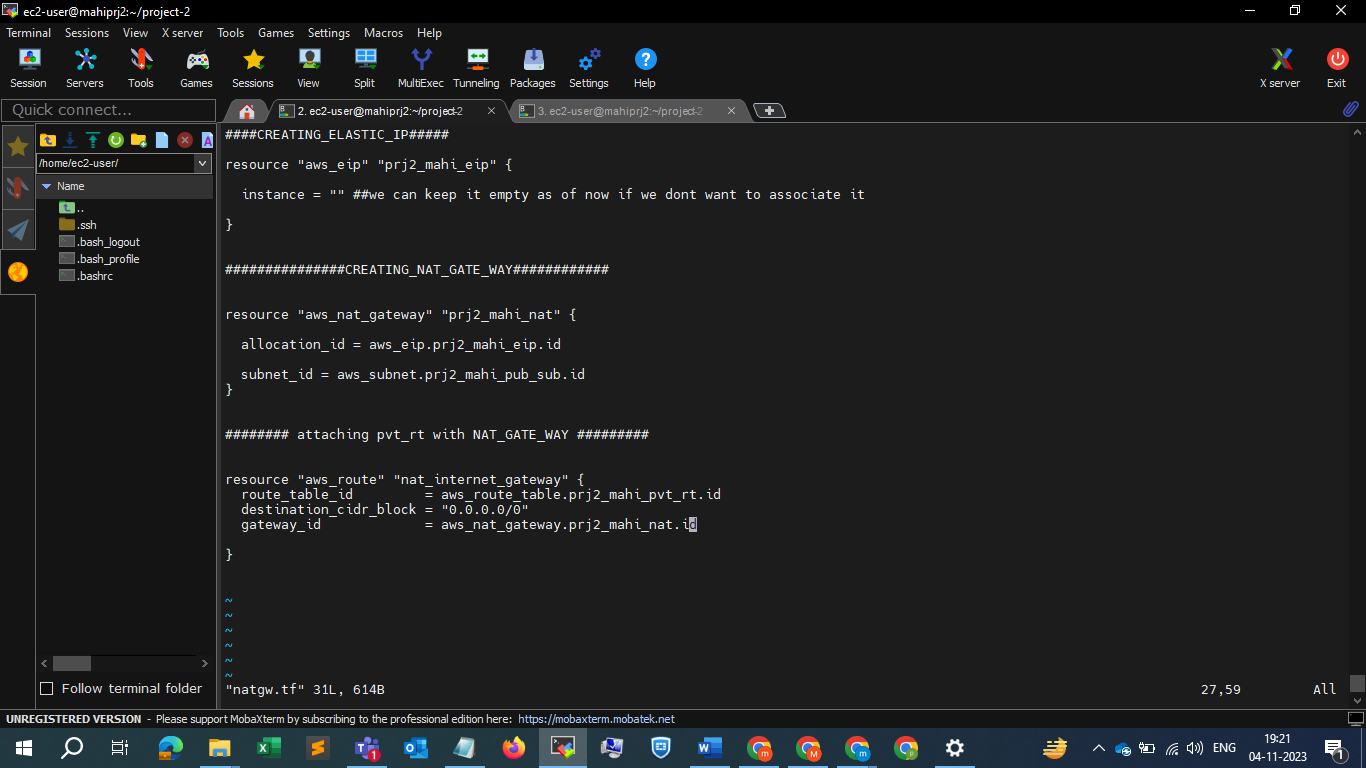 ec2-user@mahiprj2:~/project-2
Terminal Sessions View X server Tools Games Settings Macros Help
Session Servers Tools Games Sessions View Split MultiExec Tunneling Packages Settings Help X server Exit
Quick connect...
2. ec2-user@mahiprj2:~/project-2
3. ec2-user@mahiprj2:~/project-2
/home/ec2-user/
Name
..
.ssh
.bash_logout
.bash_profile
.bashrc
Follow terminal folder
####CREATING_ELASTIC_IP#####
resource "aws_eip" "prj2_mahi_eip" {
instance = "" ##we can keep it empty as of now if we dont want to associate it
}
###############CREATING_NAT_GATE_WAY############
resource "aws_nat_gateway" "prj2_mahi_nat" {
allocation_id = aws_eip.prj2_mahi_eip.id
subnet_id = aws_subnet.prj2_mahi_pub_sub.id
}
######## attaching pvt_rt with NAT_GATE_WAY #########
resource "aws_route" "nat_internet_gateway" {
route_table_id         = aws_route_table.prj2_mahi_pvt_rt.id
destination_cidr_block = "0.0.0.0/0"
gateway_id             = aws_nat_gateway.prj2_mahi_nat.id
}
~
~
~
~
~
~
"natgw.tf" 31L, 614B 27,59 All
UNREGISTERED VERSION - Please support MobaXterm by subscribing to the professional edition here: https://mobaxterm.mobatek.net
ENG
19:21
04-11-2023
1